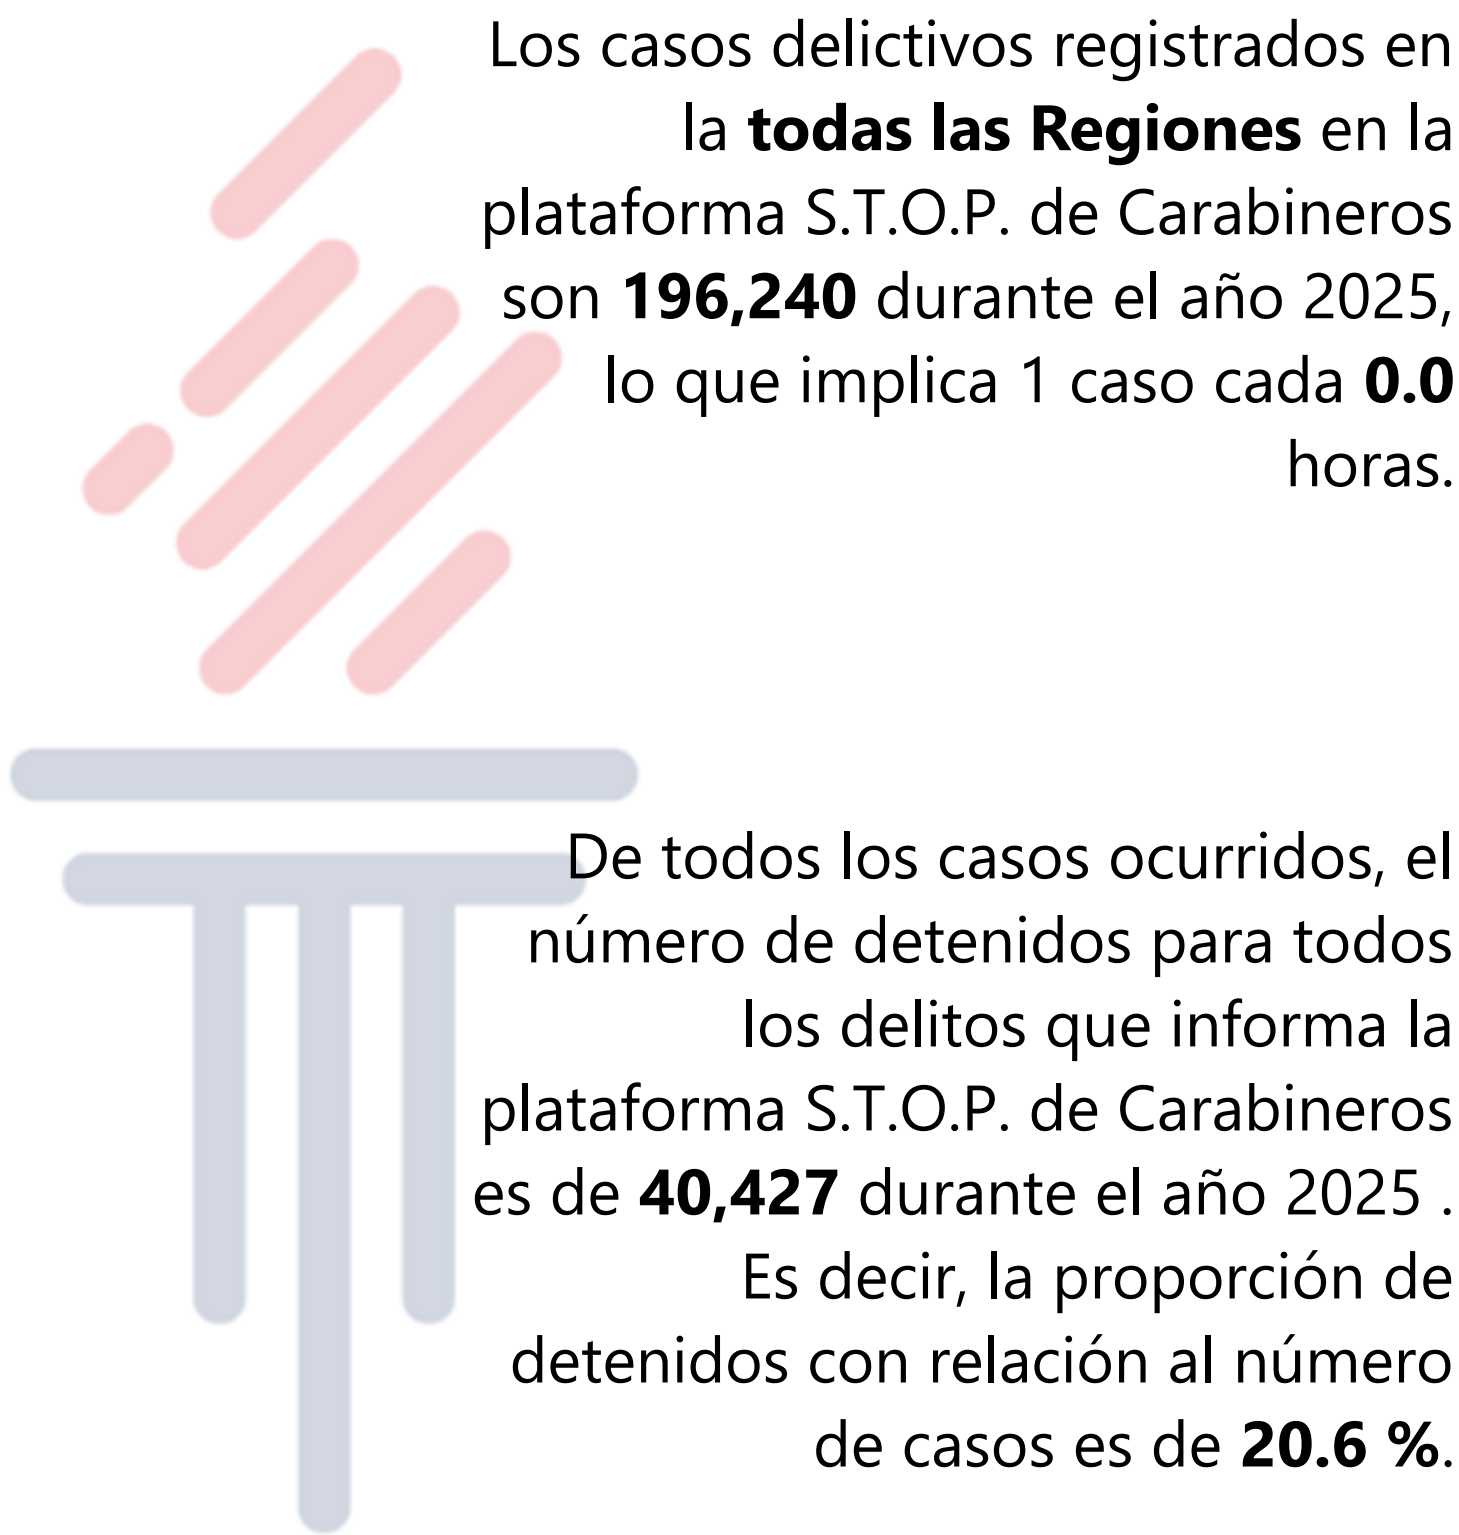 Los casos delictivos registrados en
la todas las Regiones en la
plataforma S.T.O.P. de Carabineros
son 196,240 durante el año 2025,
lo que implica 1 caso cada 0.0
horas.
De todos los casos ocurridos, el
número de detenidos para todos
los delitos que informa la
plataforma S.T.O.P. de Carabineros
es de 40,427 durante el año 2025 .
Es decir, la proporción de
detenidos con relación al número
de casos es de 20.6 %.